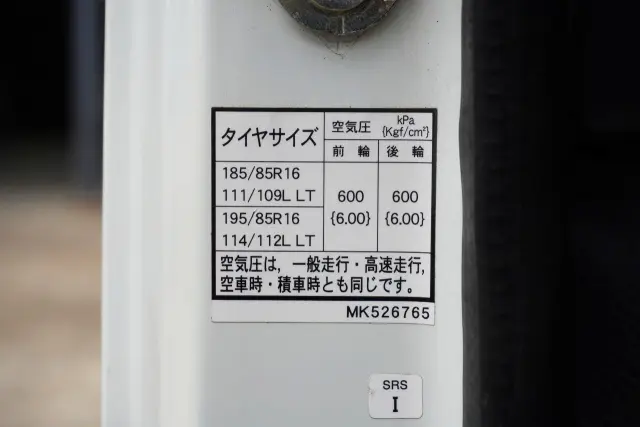 タイヤサイズ 空気圧 kPa {Kgf/cm²}
前輪 後輪
185/85R16
111/109L LT 600 600
195/85R16 {6.00} {6.00}
114/112L LT
空気圧は，一般走行・高速走行，
空車時・積車時とも同じです。
MK526765
SRS
I